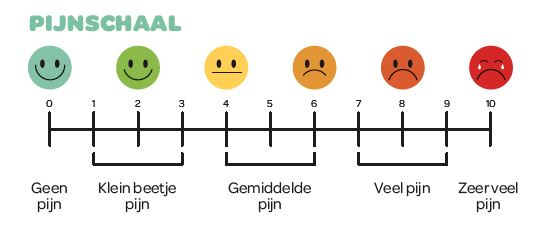 PIJNSCHAAL
0 1 2 3 4 5 6 7 8 9 10
Geen pijn
Klein beetje pijn
Gemiddelde pijn
Veel pijn
Zeer veel pijn